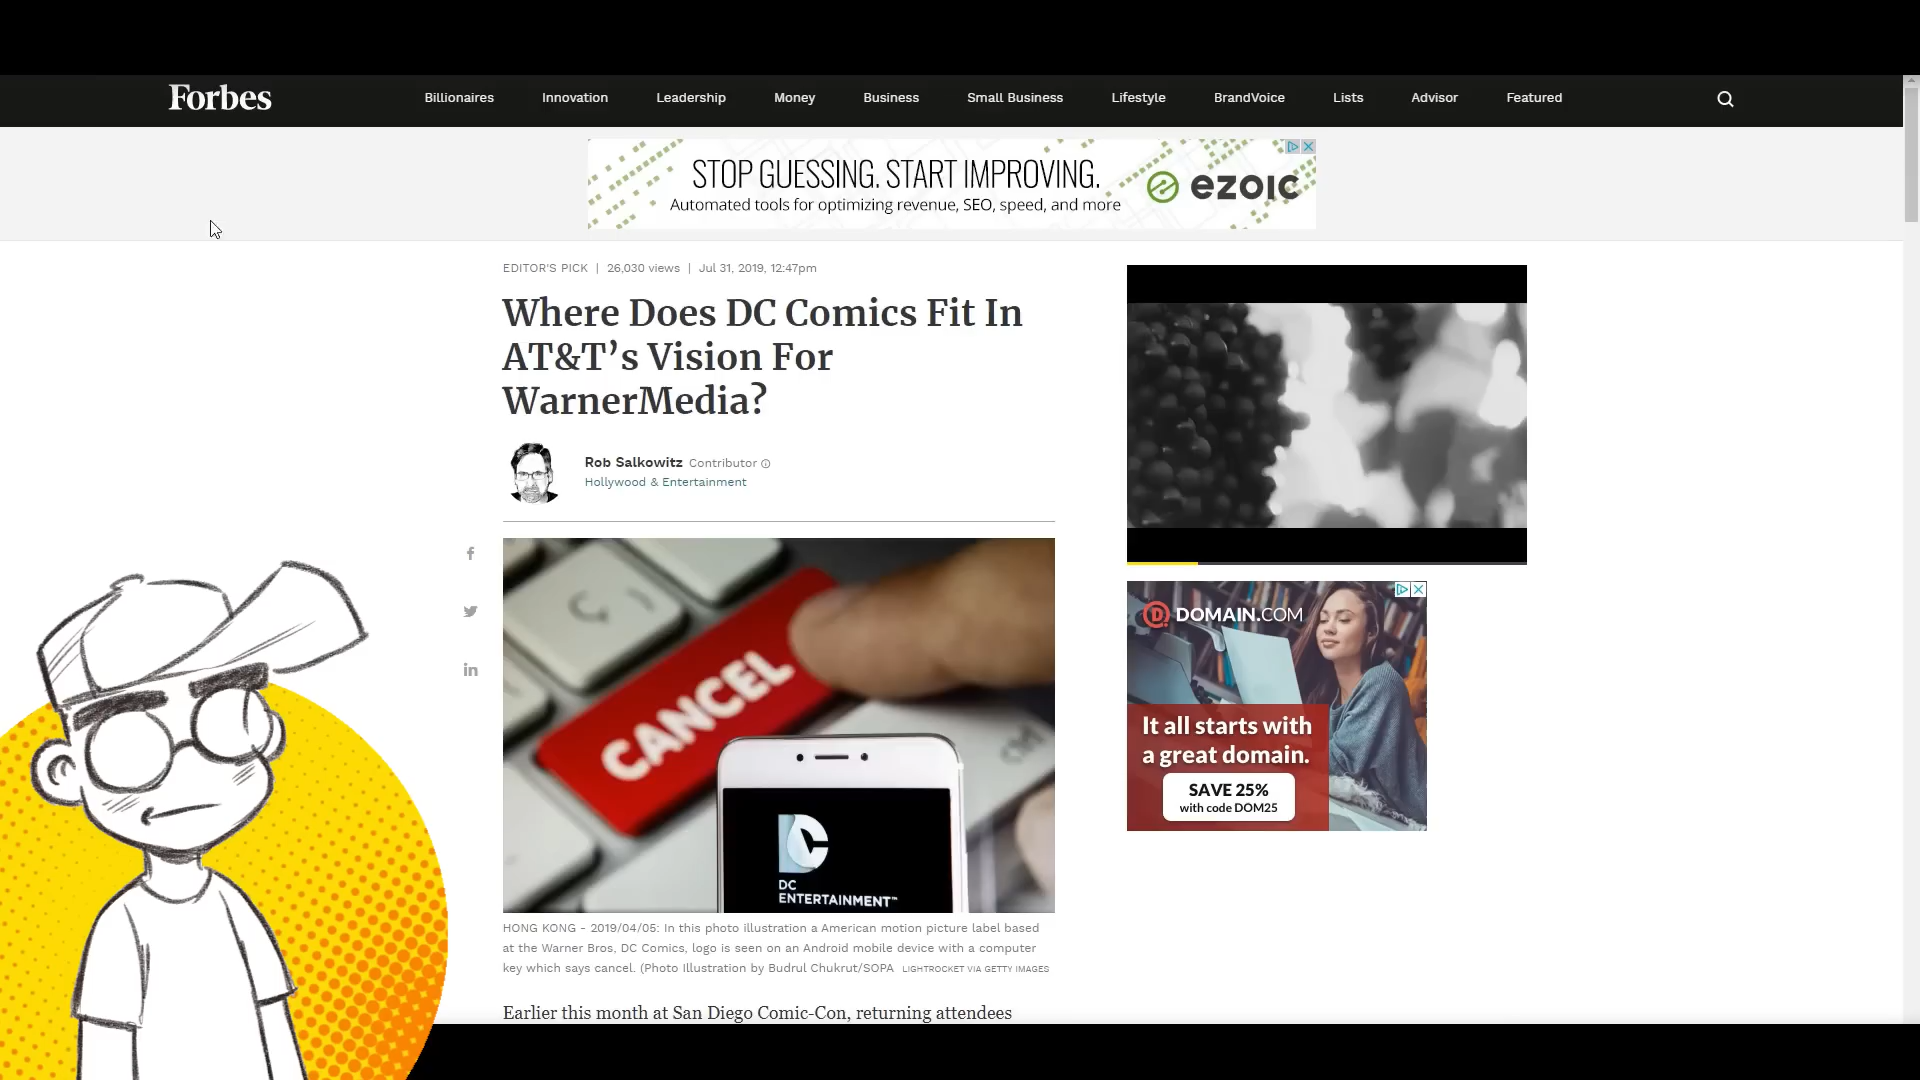 Forbes
Billionaires Innovation Leadership Money Business Small Business Lifestyle BrandVoice Lists Advisor Featured
STOP GUESSING. START IMPROVING.
Automated tools for optimizing revenue, SEO, speed, and more
ezoic
EDITOR'S PICK | 26,030 views | Jul 31, 2019, 12:47pm
Where Does DC Comics Fit In
AT&T’s Vision For
WarnerMedia?
Rob Salkowitz Contributor
Hollywood & Entertainment
CANCEL
DC
ENTERTAINMENT™
DOMAIN.COM
It all starts with
a great domain.
SAVE 25%
with code DOM25
HONG KONG - 2019/04/05: In this photo illustration a American motion picture label based
at the Warner Bros, DC Comics, logo is seen on an Android mobile device with a computer
key which says cancel. (Photo Illustration by Budrul Chukrut/SOPA LIGHTROCKET VIA GETTY IMAGES
Earlier this month at San Diego Comic-Con, returning attendees